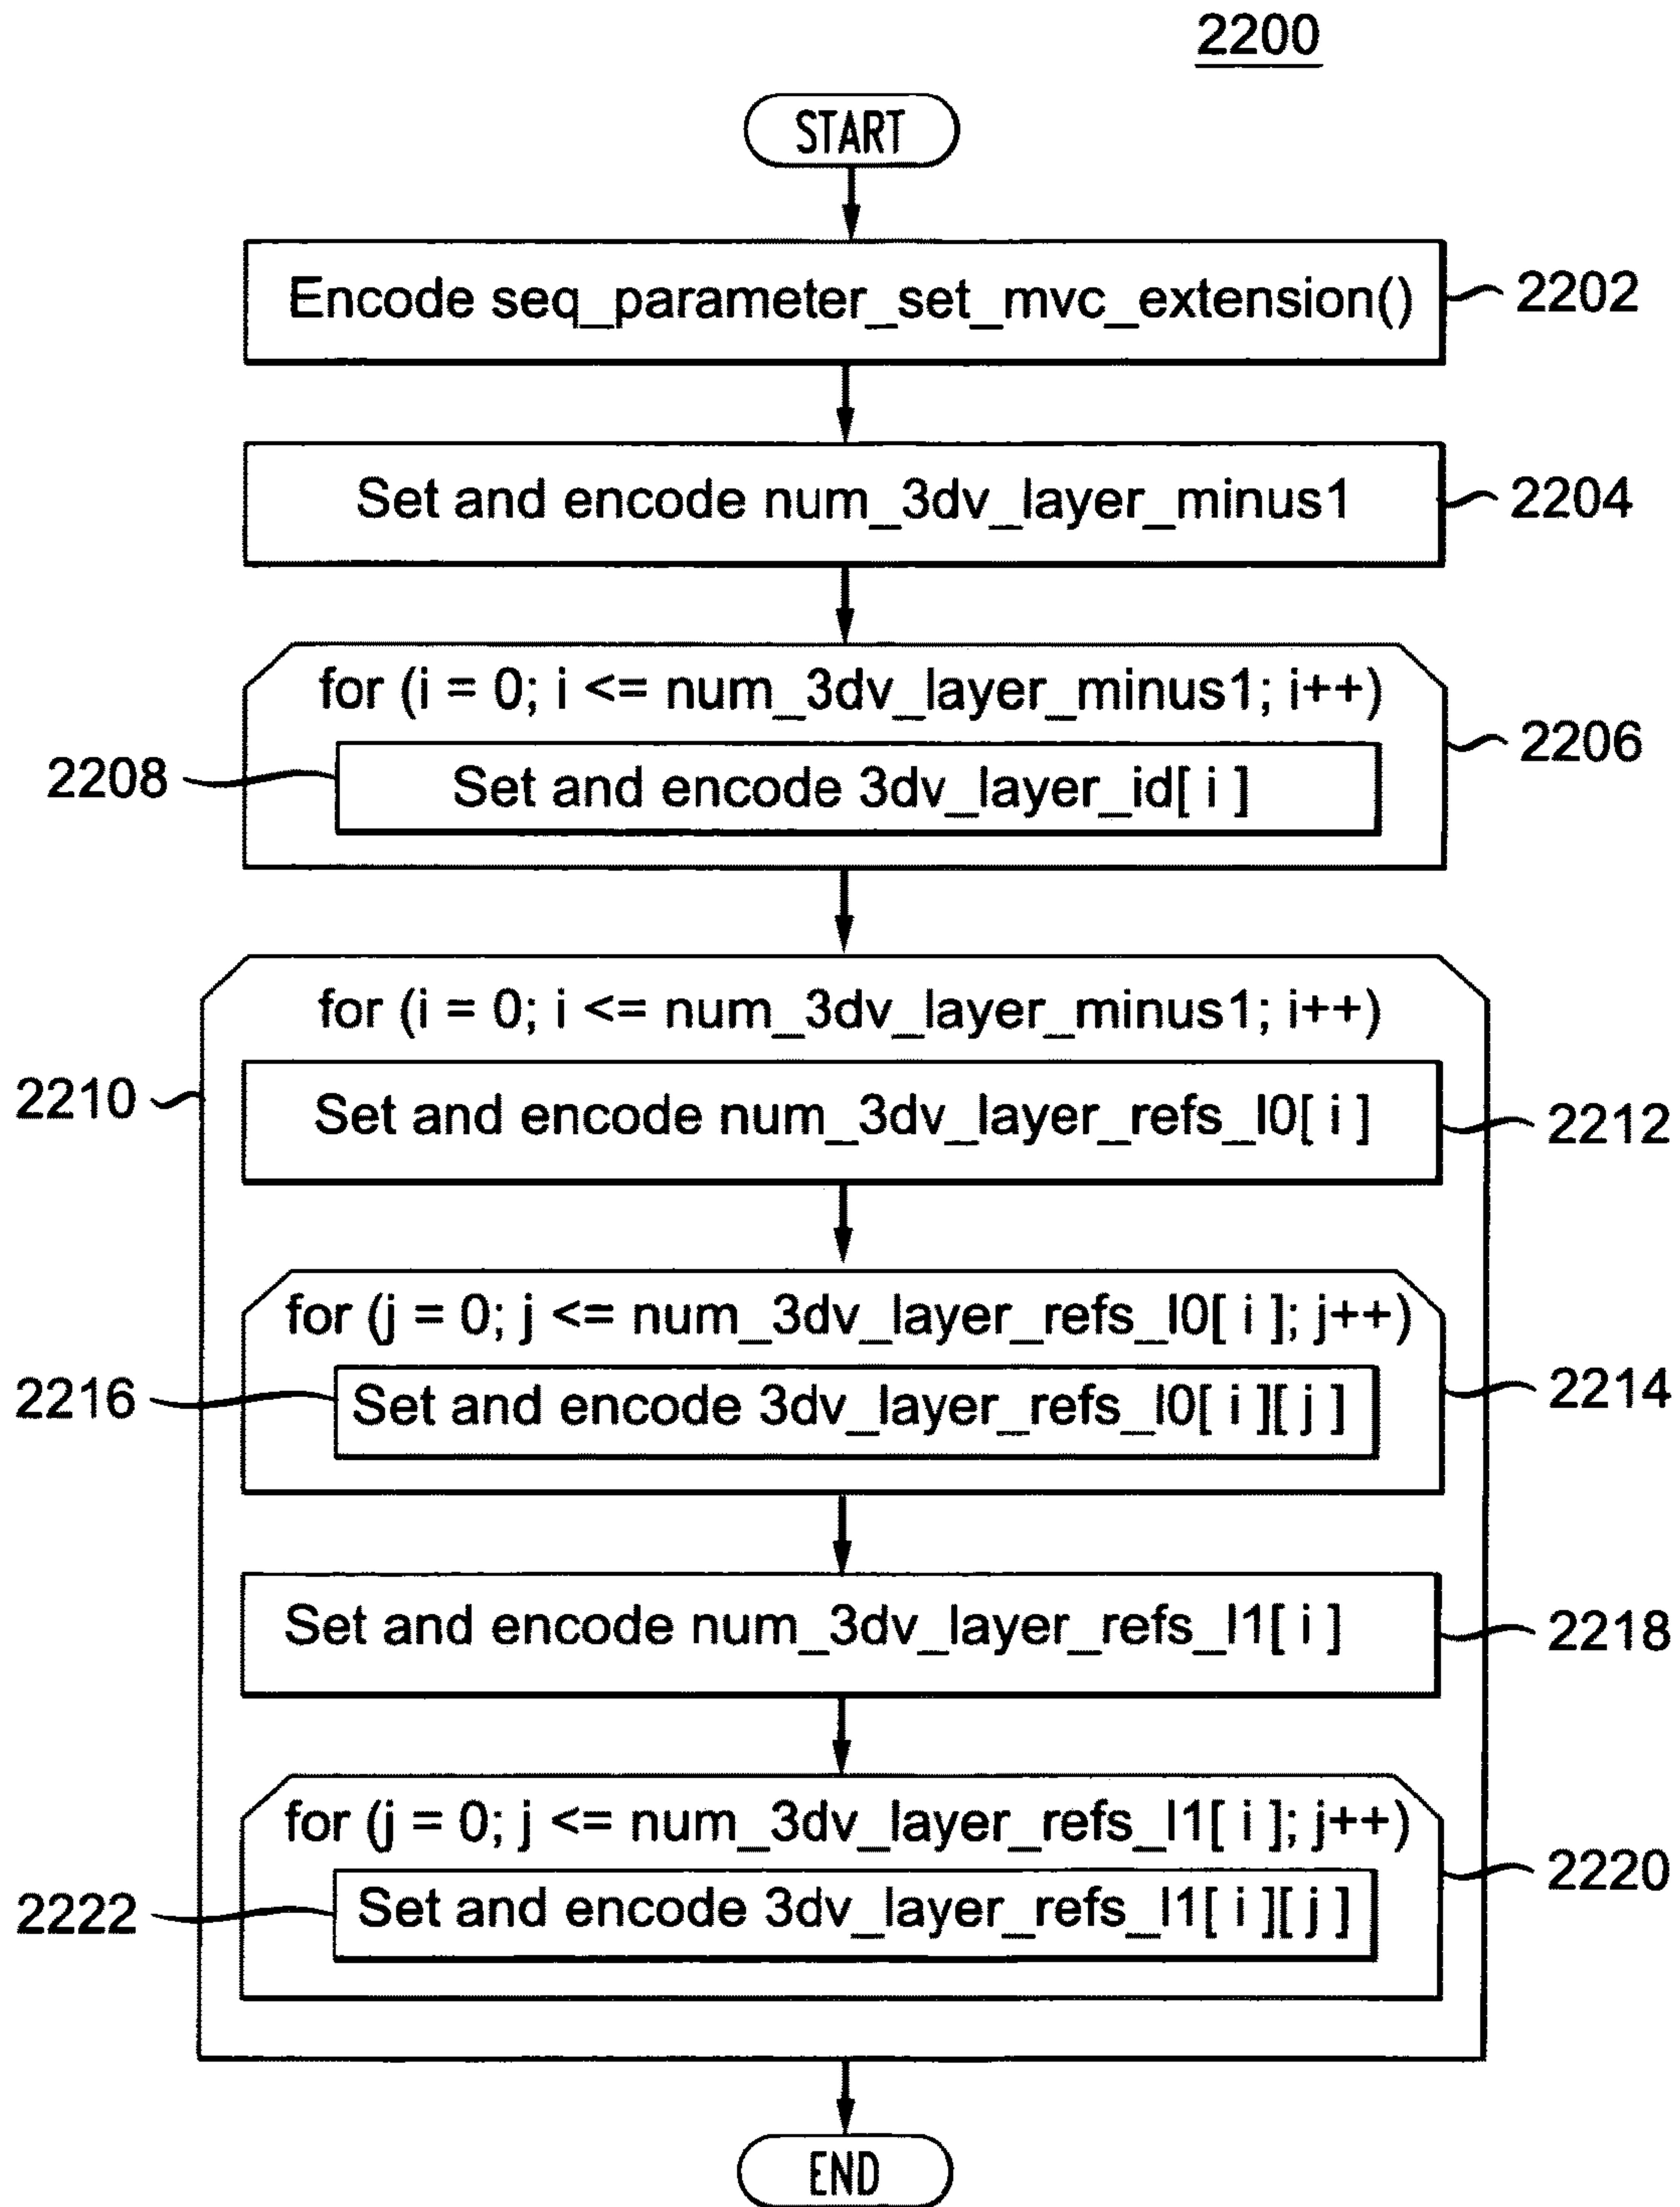 2200
START
Encode seq_parameter_set_mvc_extension()
2202
Set and encode num_3dv_layer_minus1
2204
for (i = 0; i <= num_3dv_layer_minus1; i++)
2206
2208
Set and encode 3dv_layer_id[ i ]
for (i = 0; i <= num_3dv_layer_minus1; i++)
2210
Set and encode num_3dv_layer_refs_l0[ i ]
2212
for (j = 0; j <= num_3dv_layer_refs_l0[ i ]; j++)
2214
2216
Set and encode 3dv_layer_refs_l0[ i ][ j ]
Set and encode num_3dv_layer_refs_l1[ i ]
2218
for (j = 0; j <= num_3dv_layer_refs_l1[ i ]; j++)
2220
2222
Set and encode 3dv_layer_refs_l1[ i ][ j ]
END